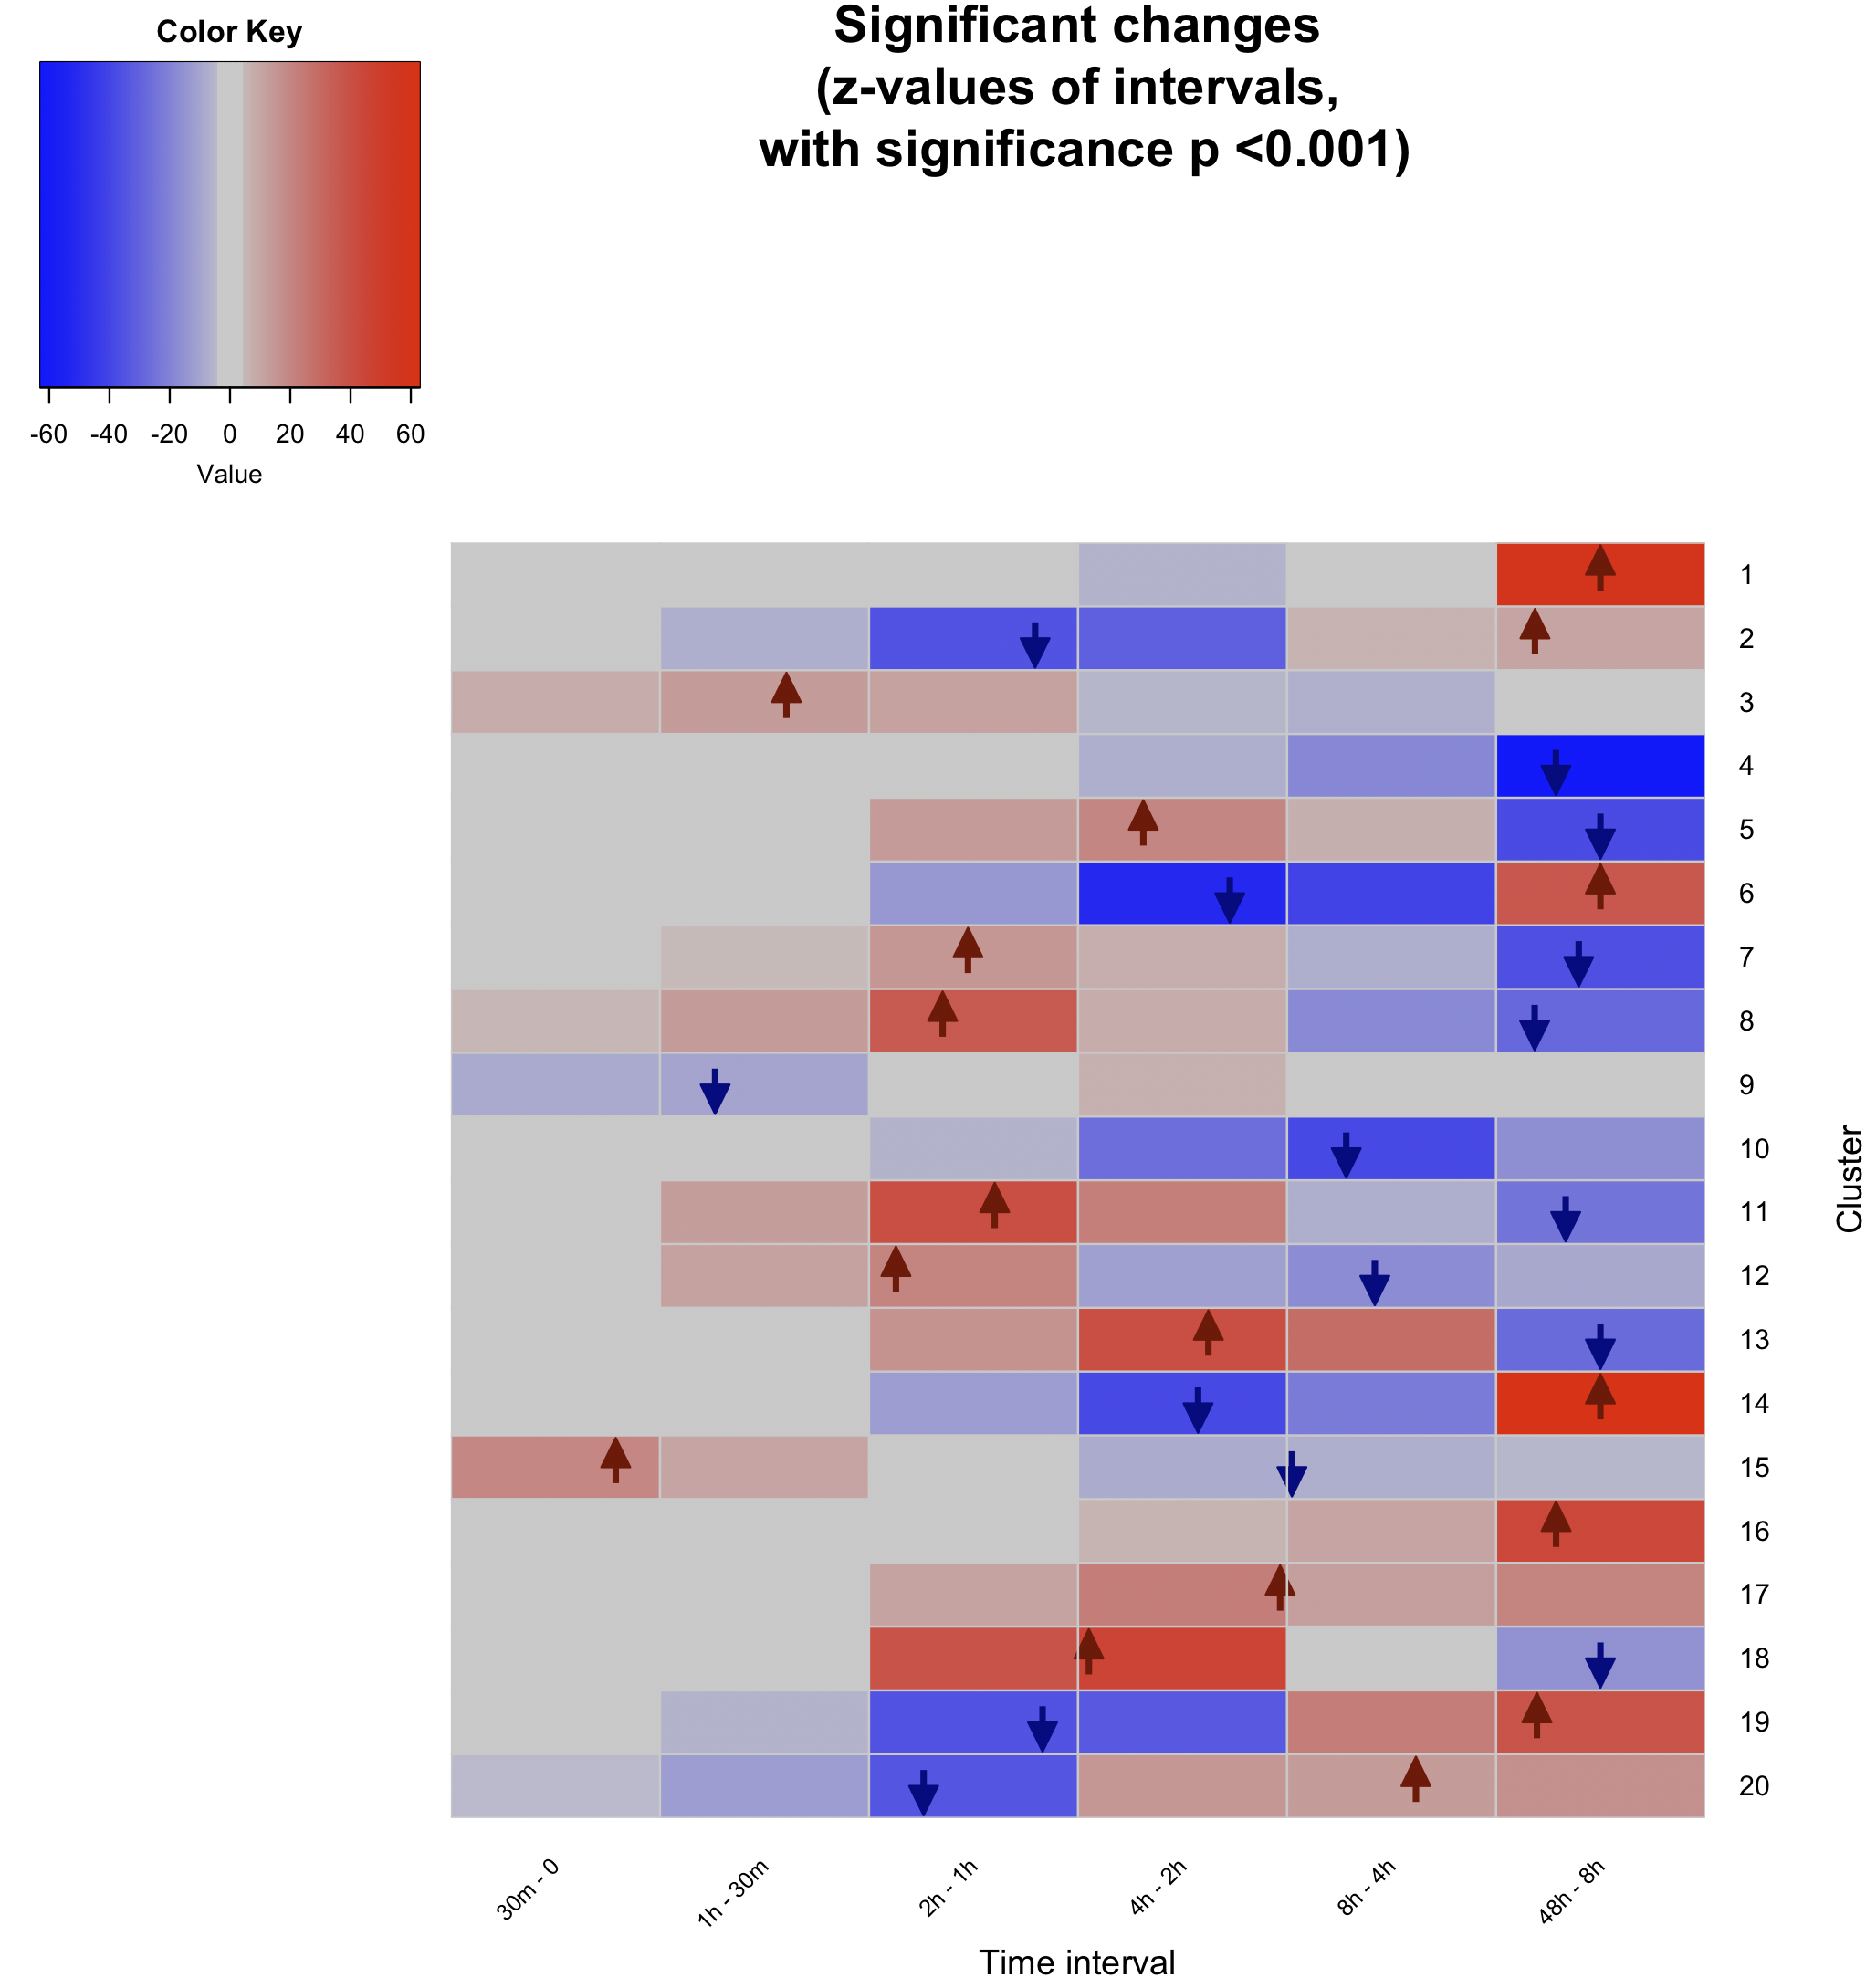 Color Key
-60 -40 -20 0 20 40 60
Value
Significant changes
(z-values of intervals,
with significance p <0.001)
1
2
3
4
5
6
7
8
9
10
11
12
13
14
15
16
17
18
19
20
Cluster
30m - 0
1h - 30m
2h - 1h
4h - 2h
8h - 4h
48h - 8h
Time interval